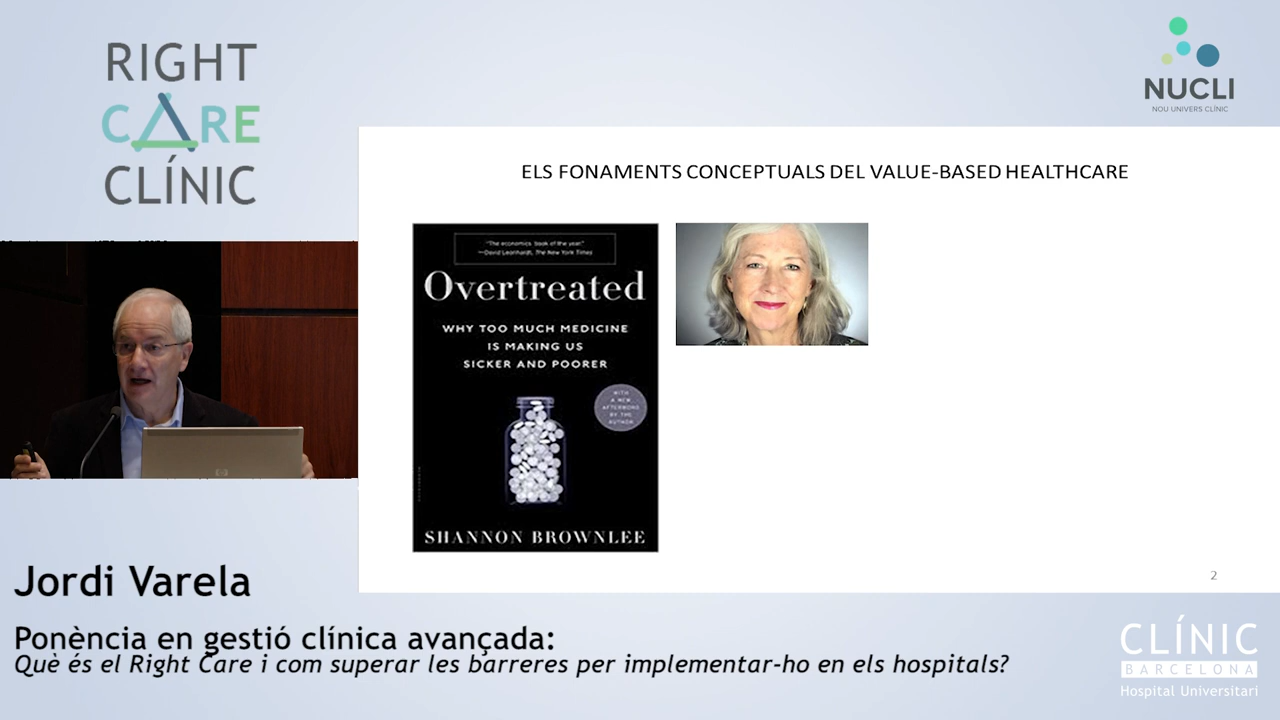 RIGHT
CARE
CLÍNIC
NUCLI
NOU UNIVERS CLÍNIC
ELS FONAMENTS CONCEPTUALS DEL VALUE-BASED HEALTHCARE
"The economics book of the year."
—David Leonhardt, The New York Times
Overtreated
WHY TOO MUCH MEDICINE
IS MAKING US
SICKER AND POORER
WITH
A NEW
AFTERWORD
BY THE
AUTHOR
SHANNON BROWNLEE
2
hp
Jordi Varela
Ponència en gestió clínica avançada:
Què és el Right Care i com superar les barreres per implementar-ho en els hospitals?
CLÍNIC
BARCELONA
Hospital Universitari